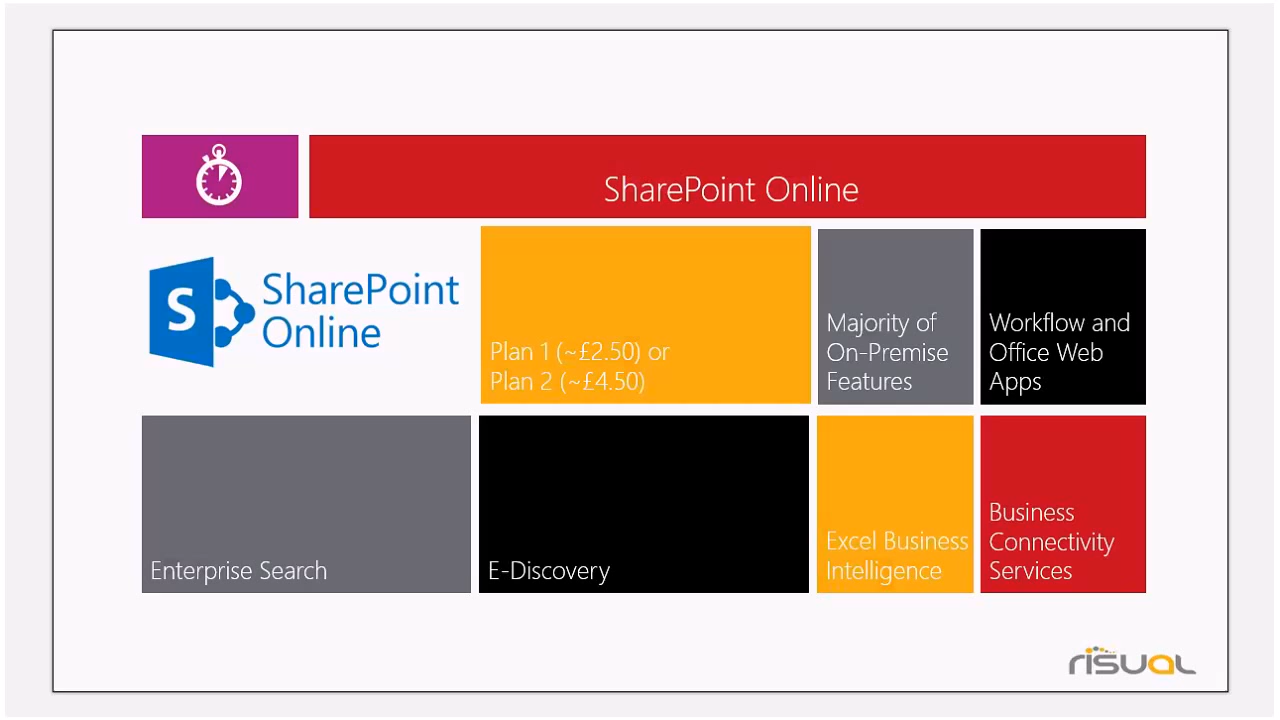 SharePoint Online
S
SharePoint
Online
Plan 1 (~£2.50) or
Plan 2 (~£4.50)
Majority of
On-Premise
Features
Workflow and
Office Web
Apps
Enterprise Search
E-Discovery
Excel Business
Intelligence
Business
Connectivity
Services
risual